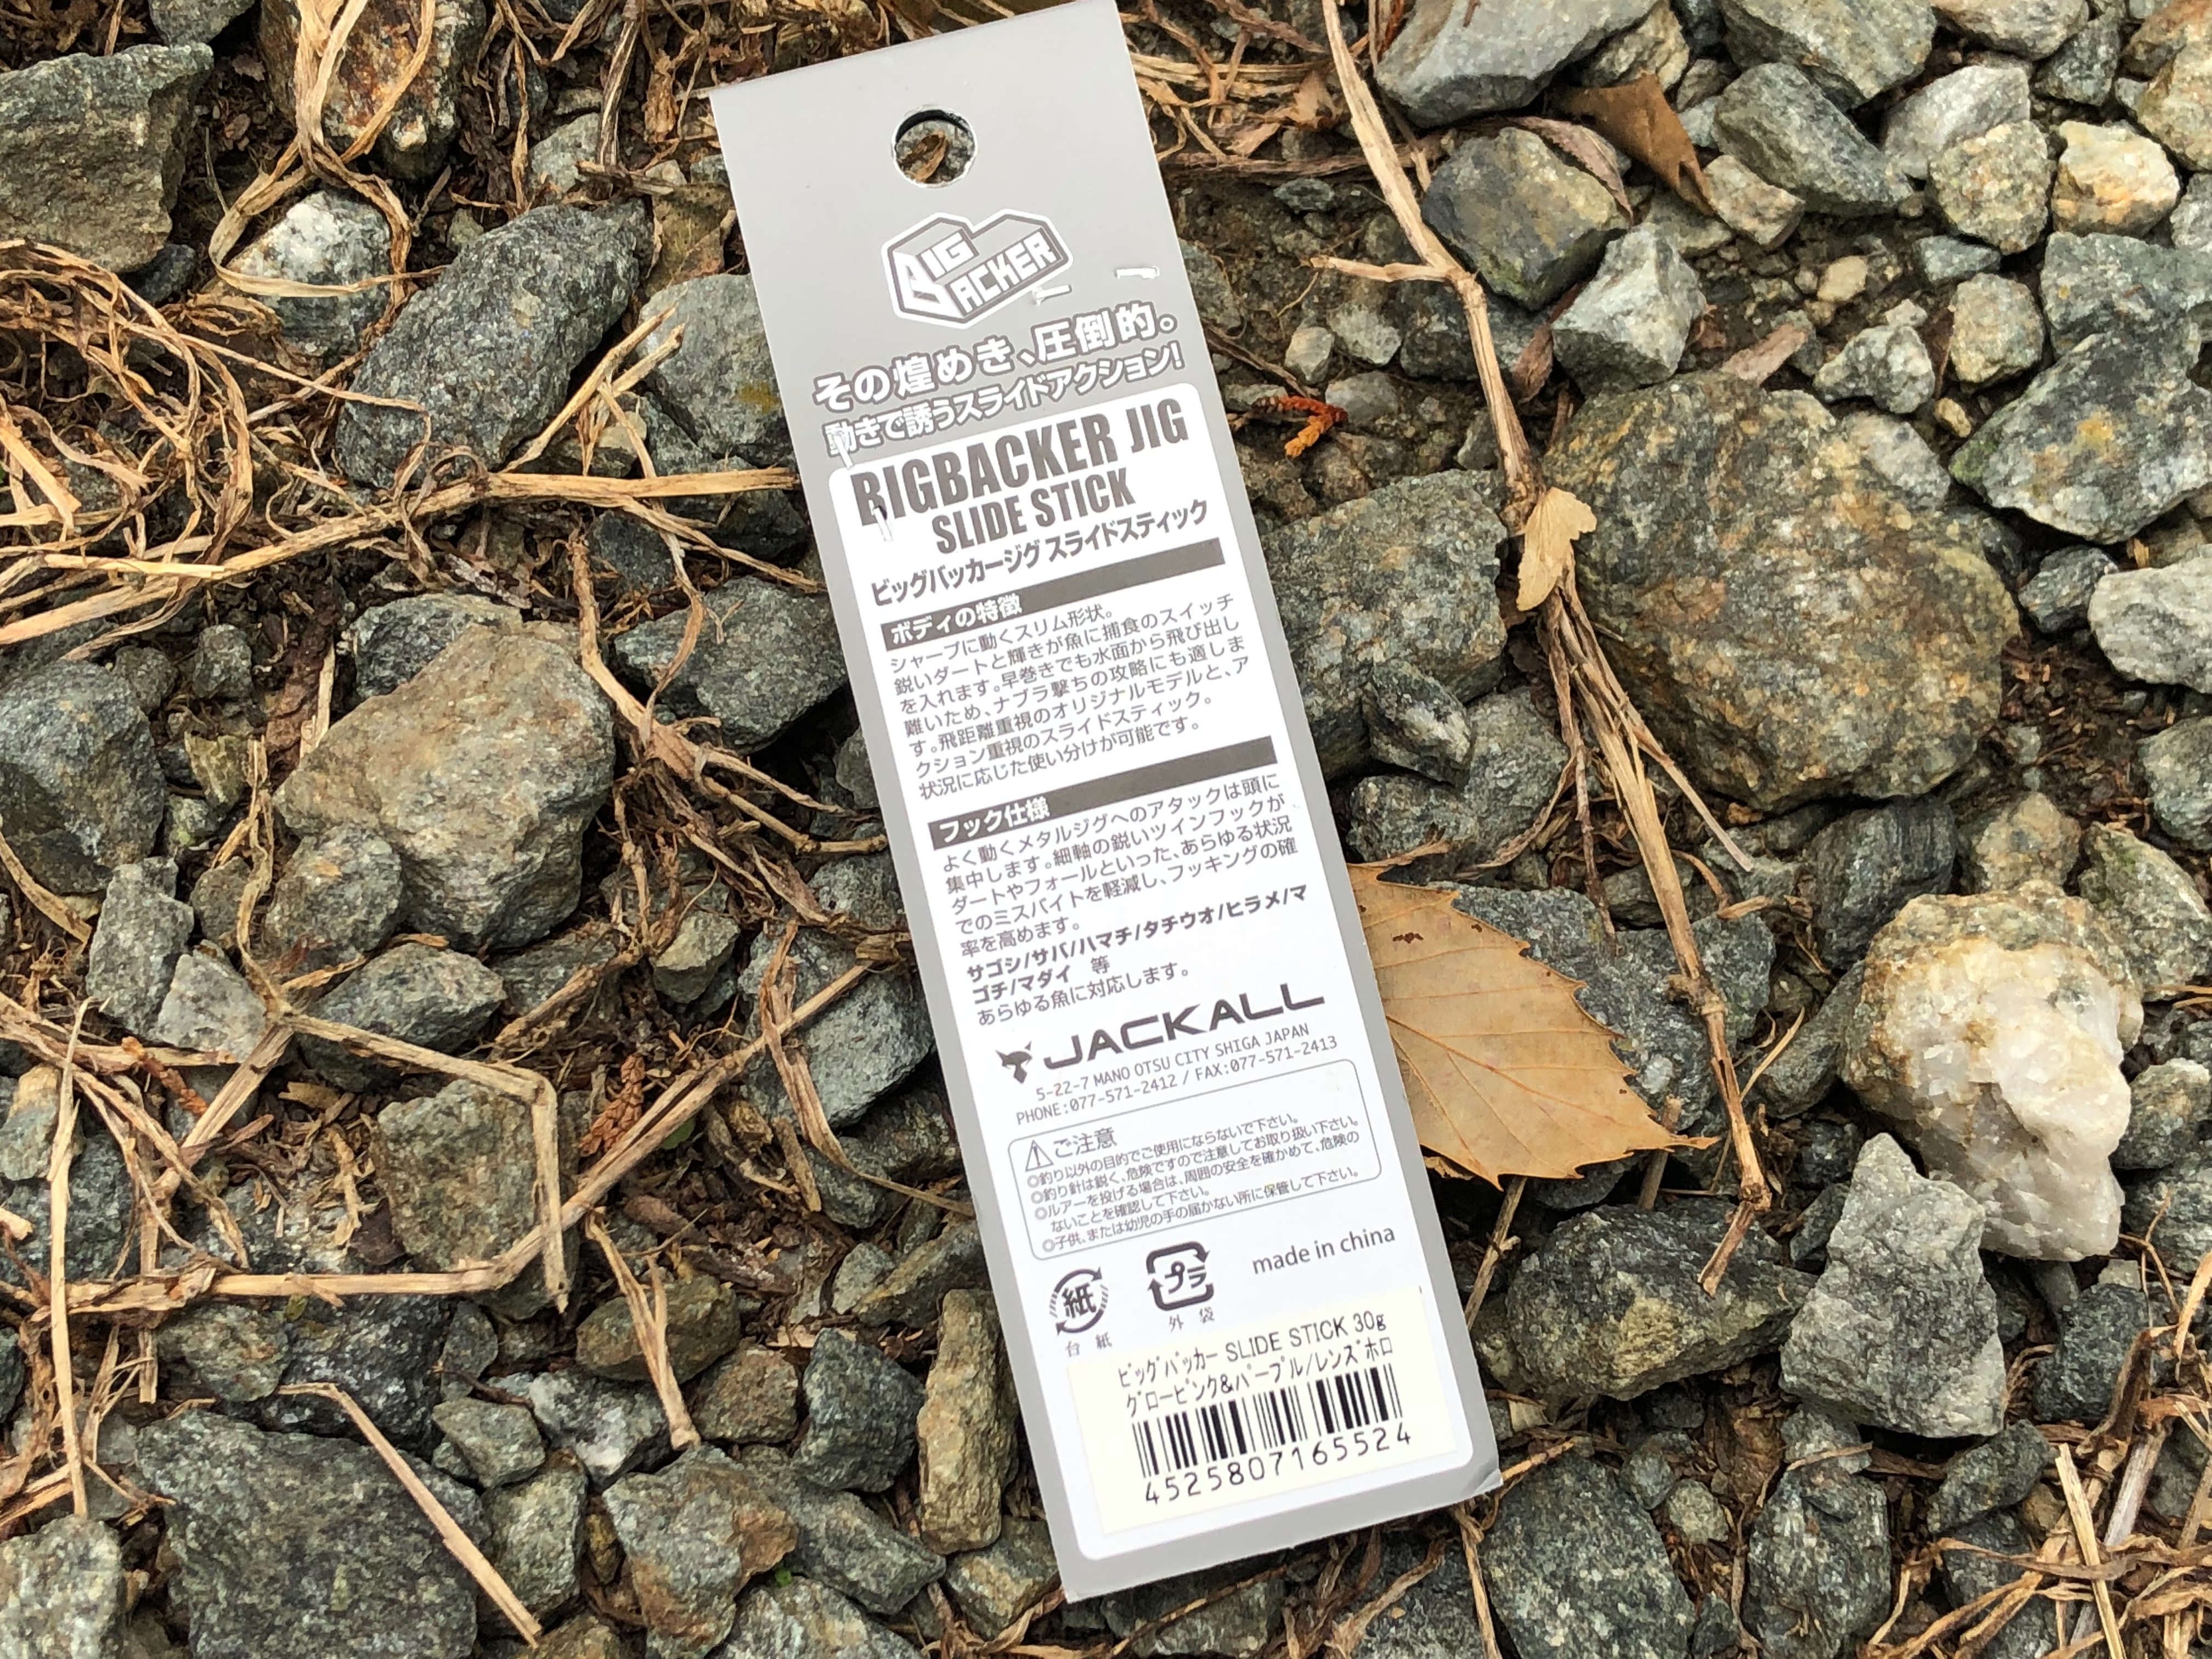 BIG
BACKER
その煌めき、圧倒的。
動きで誘うスライドアクション!
BIGBACKER JIG
SLIDE STICK
ビッグバッカージグ スライドスティック
ボディの特徴
シャープに動くスリム形状。
鋭いダートと輝きが魚に捕食のスイッチ
を入れます。早巻きでも水面から飛び出し
難いため、ナブラ撃ちの攻略にも適しま
す。飛距離重視のオリジナルモデルと、ア
クション重視のスライドスティック。
状況に応じた使い分けが可能です。
フック仕様
よく動くメタルジグへのアタックは頭に
集中します。細軸の鋭いツインフックが
ダートやフォールといった、あらゆる状況
でのミスバイトを軽減し、フッキングの確
率を高めます。
サゴシ/サバ/ハマチ/タチウオ/ヒラメ/マ
ゴチ/マダイ 等
あらゆる魚に対応します。
JACKALL
5-22-7 MANO OTSU CITY SHIGA JAPAN
PHONE:077-571-2412 / FAX:077-571-2413
ご注意
◎釣り以外の目的でご使用にならないで下さい。
◎釣り針は鋭く、危険ですので注意してお取り扱い下さい。
◎ルアーを投げる場合は、周囲の安全を確かめて、危険の
ないことを確認して下さい。
◎子供、または幼児の手の届かない所に保管して下さい。
紙
台 紙
プラ
外 袋
made in china
ビッグバッカー SLIDE STICK 30g
グローピンク&パープル/レンズホロ
4525807165524